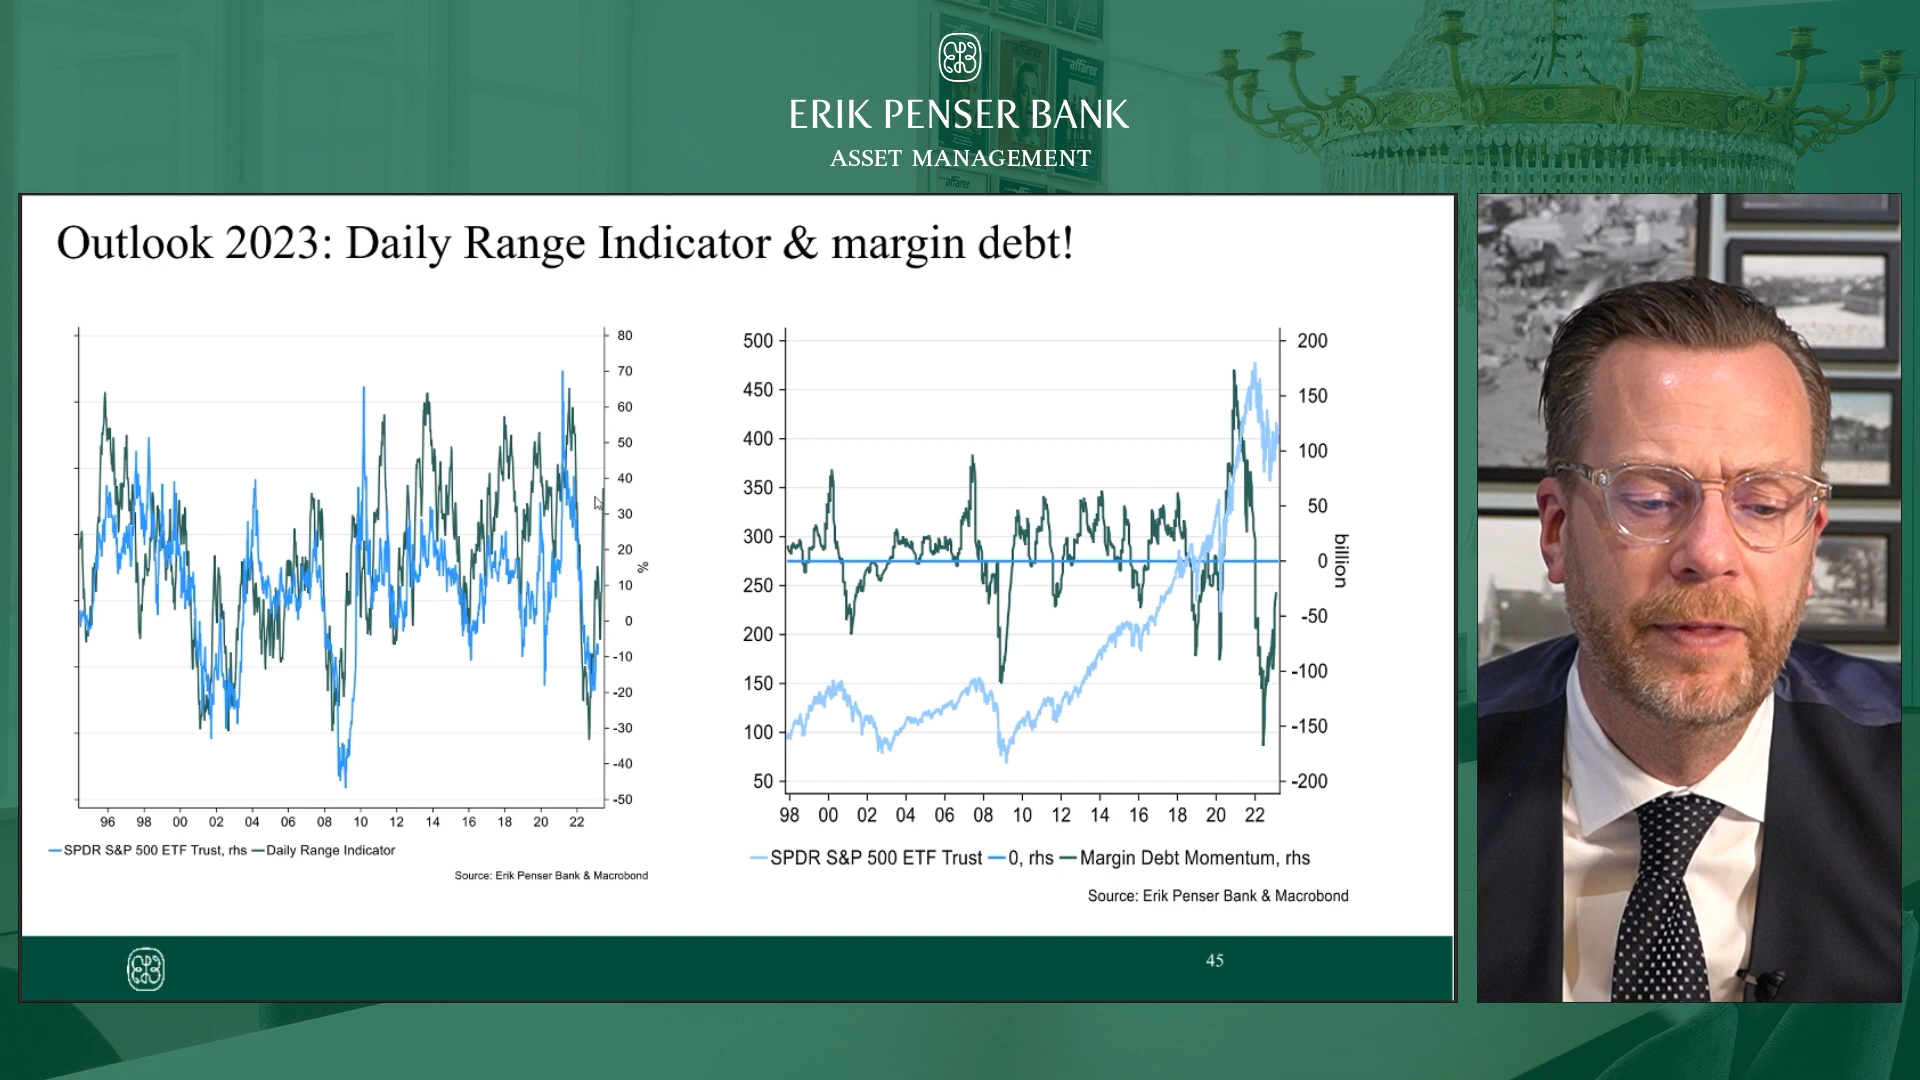 affärer
affärer
affärer
ERIK PENSER BANK
ASSET MANAGEMENT
Outlook 2023: Daily Range Indicator & margin debt!
80
70
60
50
40
30
20
10
0
-10
-20
-30
-40
-50
%
96 98 00 02 04 06 08 10 12 14 16 18 20 22
SPDR S&P 500 ETF Trust, rhs Daily Range Indicator
Source: Erik Penser Bank & Macrobond
500
450
400
350
300
250
200
150
100
50
200
150
100
50
0
-50
-100
-150
-200
billion
98 00 02 04 06 08 10 12 14 16 18 20 22
SPDR S&P 500 ETF Trust 0, rhs Margin Debt Momentum, rhs
Source: Erik Penser Bank & Macrobond
45